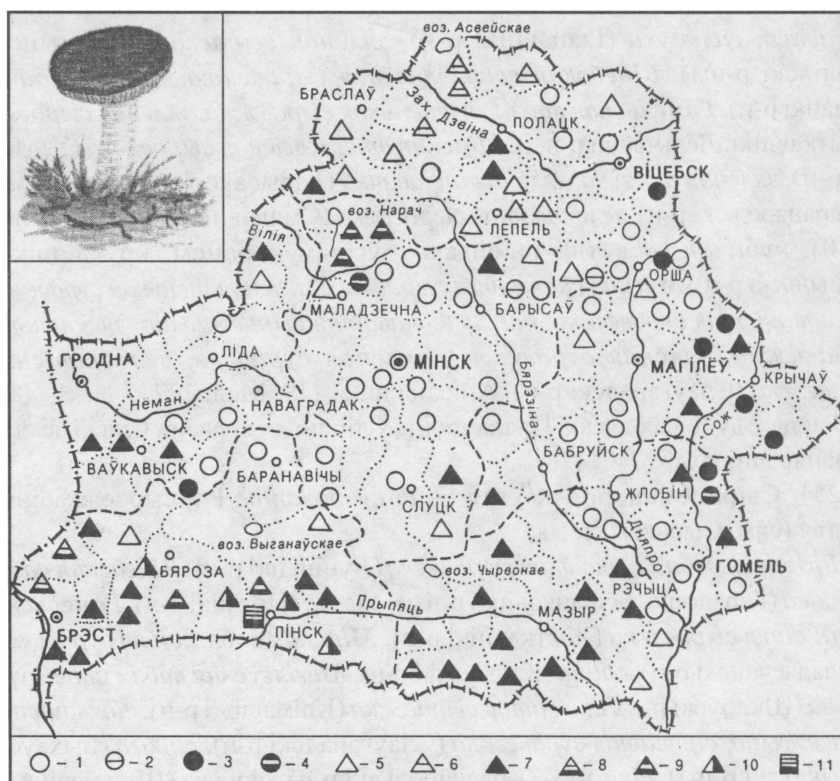 воз. Асвейскае
БРАСЛАЎ
Зах. Дзвіна
ПОЛАЦК
ВІЦЕБСК
воз. Нарач
ЛЕПЕЛЬ
Вілія
ОРША
МАЛАДЗЕЧНА
БАРЫСАЎ
ГРОДНА
ЛІДА
МІНСК
МАГІЛЕЎ
КРЫЧАЎ
Нёман
НАВАГРАДАК
Бярэзіна
ВАЎКАВЫСК
БАРАНАВІЧЫ
БАБРУЙСК
Сож
СЛУЦК
ЖЛОБІН
воз. Выганаўскае
Дняпро
БЯРОЗА
воз. Чырвонае
ГОМЕЛЬ
РЭЧЫЦА
БРЭСТ
ПІНСК
Прыпяць
МАЗЫР
-1 -2 -3 -4 -5 -6 -7 -8 -9 -10 -11